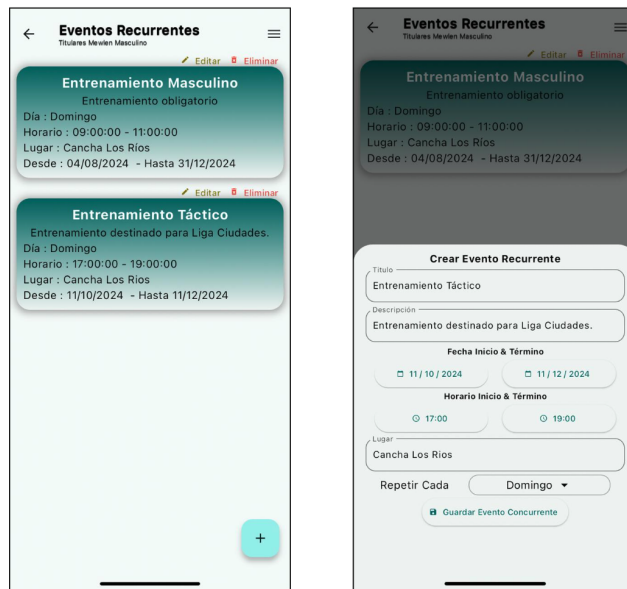 Eventos Recurrentes
Titulares Mewlen Masculino
Editar Eliminar
Entrenamiento Masculino
Entrenamiento obligatorio
Día : Domingo
Horario : 09:00:00 - 11:00:00
Lugar : Cancha Los Ríos
Desde : 04/08/2024 - Hasta 31/12/2024
Editar Eliminar
Entrenamiento Táctico
Entrenamiento destinado para Liga Ciudades.
Día : Domingo
Horario : 17:00:00 - 19:00:00
Lugar : Cancha Los Rios
Desde : 11/10/2024 - Hasta 11/12/2024
+
Eventos Recurrentes
Titulares Mewlen Masculino
Editar Eliminar
Entrenamiento Masculino
Entrenamiento obligatorio
Día : Domingo
Horario : 09:00:00 - 11:00:00
Lugar : Cancha Los Ríos
Desde : 04/08/2024 - Hasta 31/12/2024
Crear Evento Recurrente
Titulo
Entrenamiento Táctico
Descripción
Entrenamiento destinado para Liga Ciudades.
Fecha Inicio & Término
11 / 10 / 2024 11 / 12 / 2024
Horario Inicio & Término
17:00 19:00
Lugar
Cancha Los Rios
Repetir Cada Domingo
Guardar Evento Concurrente